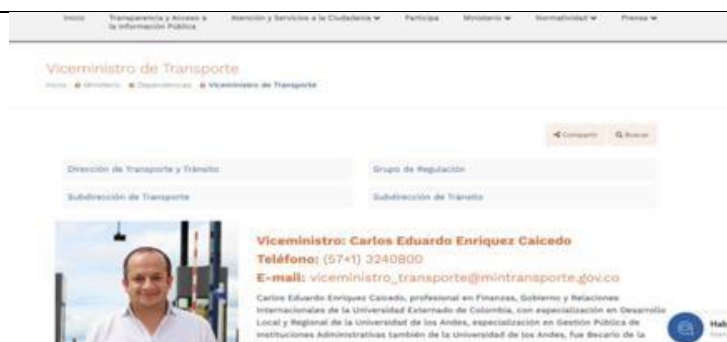 Inicio
Transparencia y Acceso a
la Información Pública
Atención y Servicios a la Ciudadanía
Participa
Ministerio
Normatividad
Prensa
Viceministro de Transporte
Inicio Ministerio Dependencias Viceministro de Transporte
Compartir Buscar
Dirección de Transporte y Tránsito
Grupo de Regulación
Subdirección de Transporte
Subdirección de Tránsito
Viceministro: Carlos Eduardo Enríquez Caicedo
Teléfono: (57+1) 3240800
E-mail: viceministro_transporte@mintransporte.gov.co
Carlos Eduardo Enríquez Caicedo, profesional en Finanzas, Gobierno y Relaciones
Internacionales de la Universidad Externado de Colombia, con especialización en Desarrollo
Local y Regional de la Universidad de los Andes, especialización en Gestión Pública de
Instituciones Administrativas también de la Universidad de los Andes, fue Becario de la